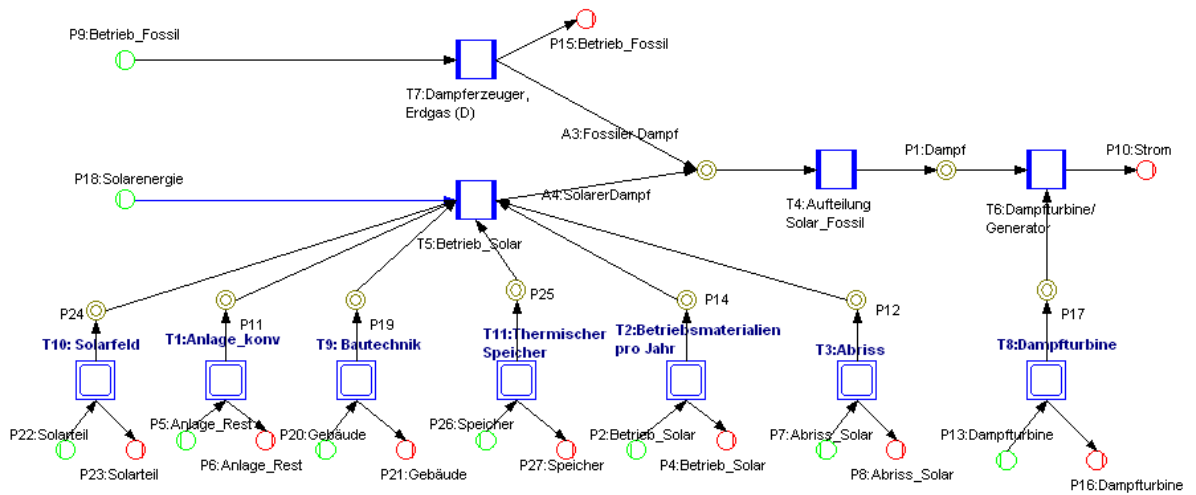 P9:Betrieb_Fossil
P15:Betrieb_Fossil
T7:Dampferzeuger,
Erdgas (D)
A3:Fossiler Dampf
P1:Dampf
P10:Strom
P18:Solarenergie
A4:SolarerDampf
T4:Aufteilung
Solar_Fossil
T6:Dampfturbine/
Generator
T5:Betrieb_Solar
P24
P11
P19
P25
P14
P12
P17
T10: Solarfeld
T1:Anlage_konv
T9: Bautechnik
T11:Thermischer
Speicher
T2:Betriebsmaterialien
pro Jahr
T3:Abriss
T8:Dampfturbine
P22:Solarteil
P23:Solarteil
P5:Anlage_Rest
P6:Anlage_Rest
P20:Gebäude
P21:Gebäude
P26:Speicher
P27:Speicher
P2:Betrieb_Solar
P4:Betrieb_Solar
P7:Abriss_Solar
P8:Abriss_Solar
P13:Dampfturbine
P16:Dampfturbine